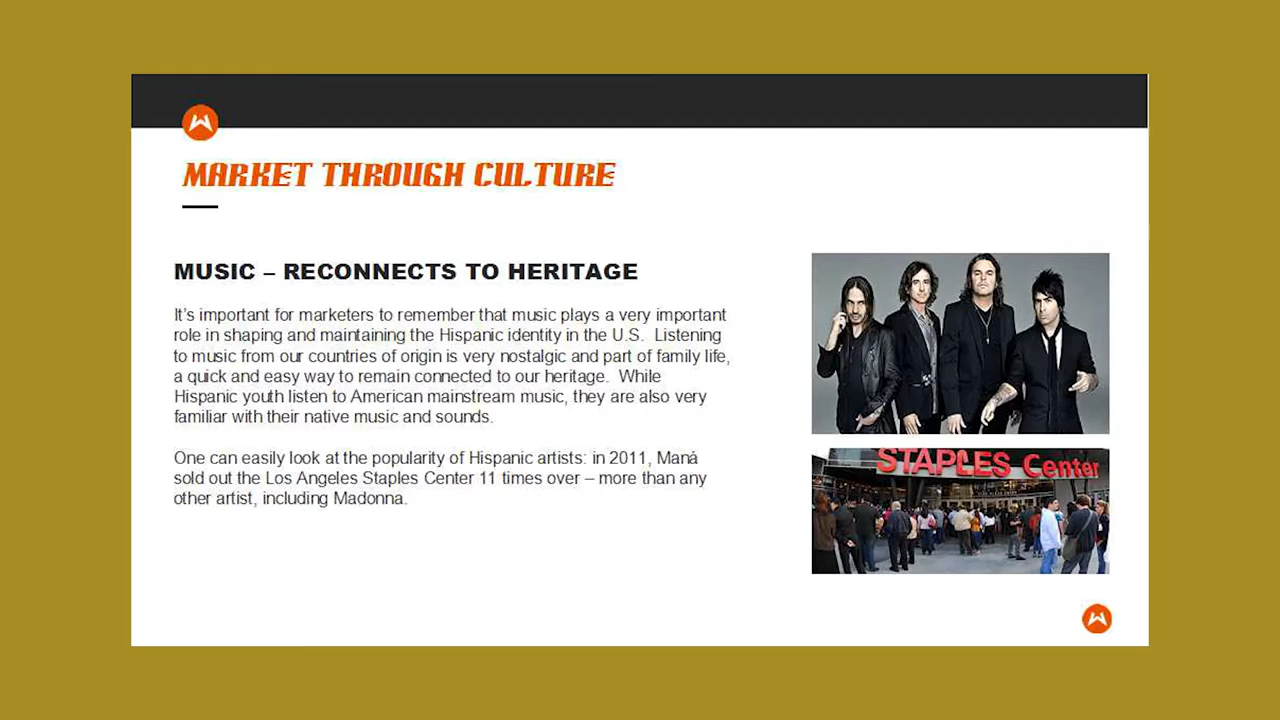 MARKET THROUGH CULTURE
MUSIC – RECONNECTS TO HERITAGE
It's important for marketers to remember that music plays a very important
role in shaping and maintaining the Hispanic identity in the U.S.  Listening
to music from our countries of origin is very nostalgic and part of family life,
a quick and easy way to remain connected to our heritage.  While
Hispanic youth listen to American mainstream music, they are also very
familiar with their native music and sounds.
One can easily look at the popularity of Hispanic artists: in 2011, Maná
sold out the Los Angeles Staples Center 11 times over – more than any
other artist, including Madonna.
STAPLES Center